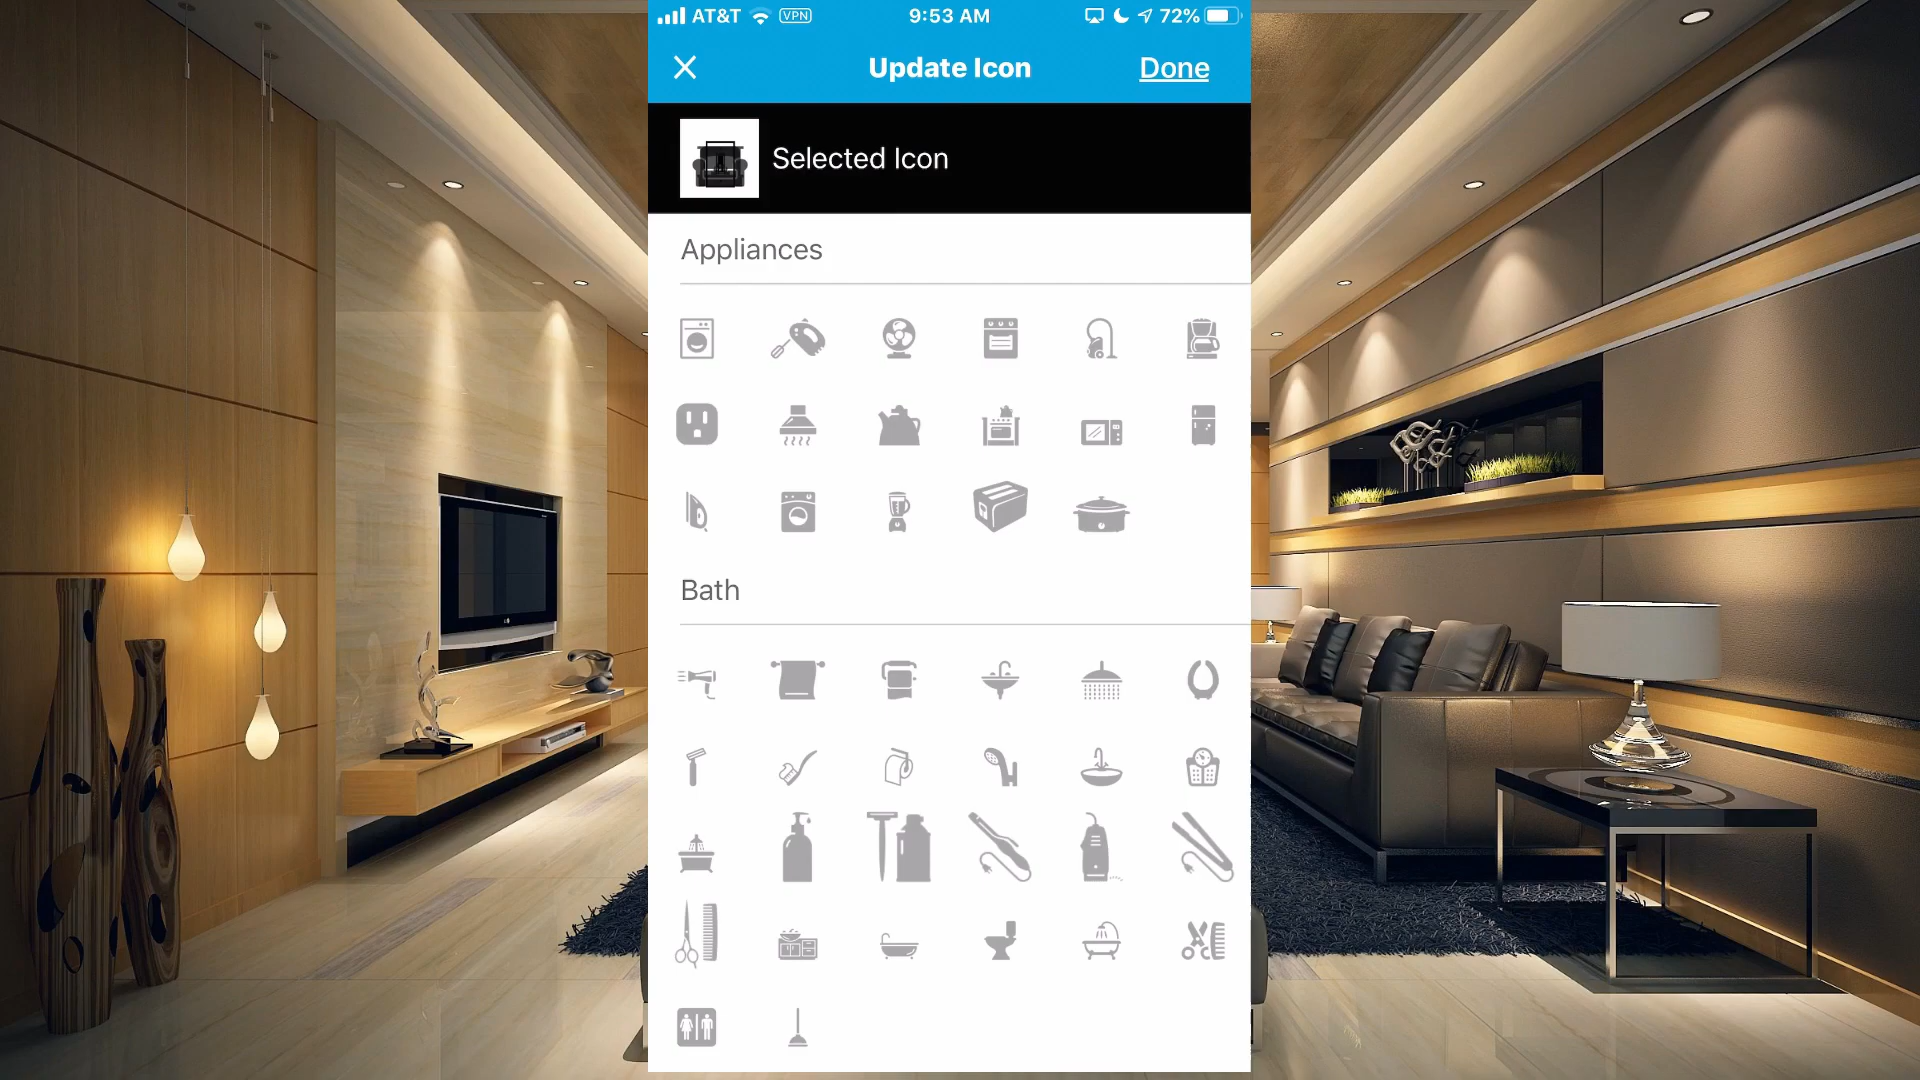 AT&T VPN 9:53 AM 72%
Update Icon Done
Selected Icon
Appliances
Bath